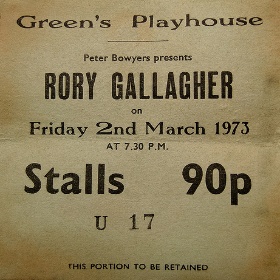 Green's Playhouse
Peter Bowyers presents
RORY GALLAGHER
on
Friday 2nd March 1973
AT 7.30 P.M.
Stalls 90p
U 17
THIS PORTION TO BE RETAINED